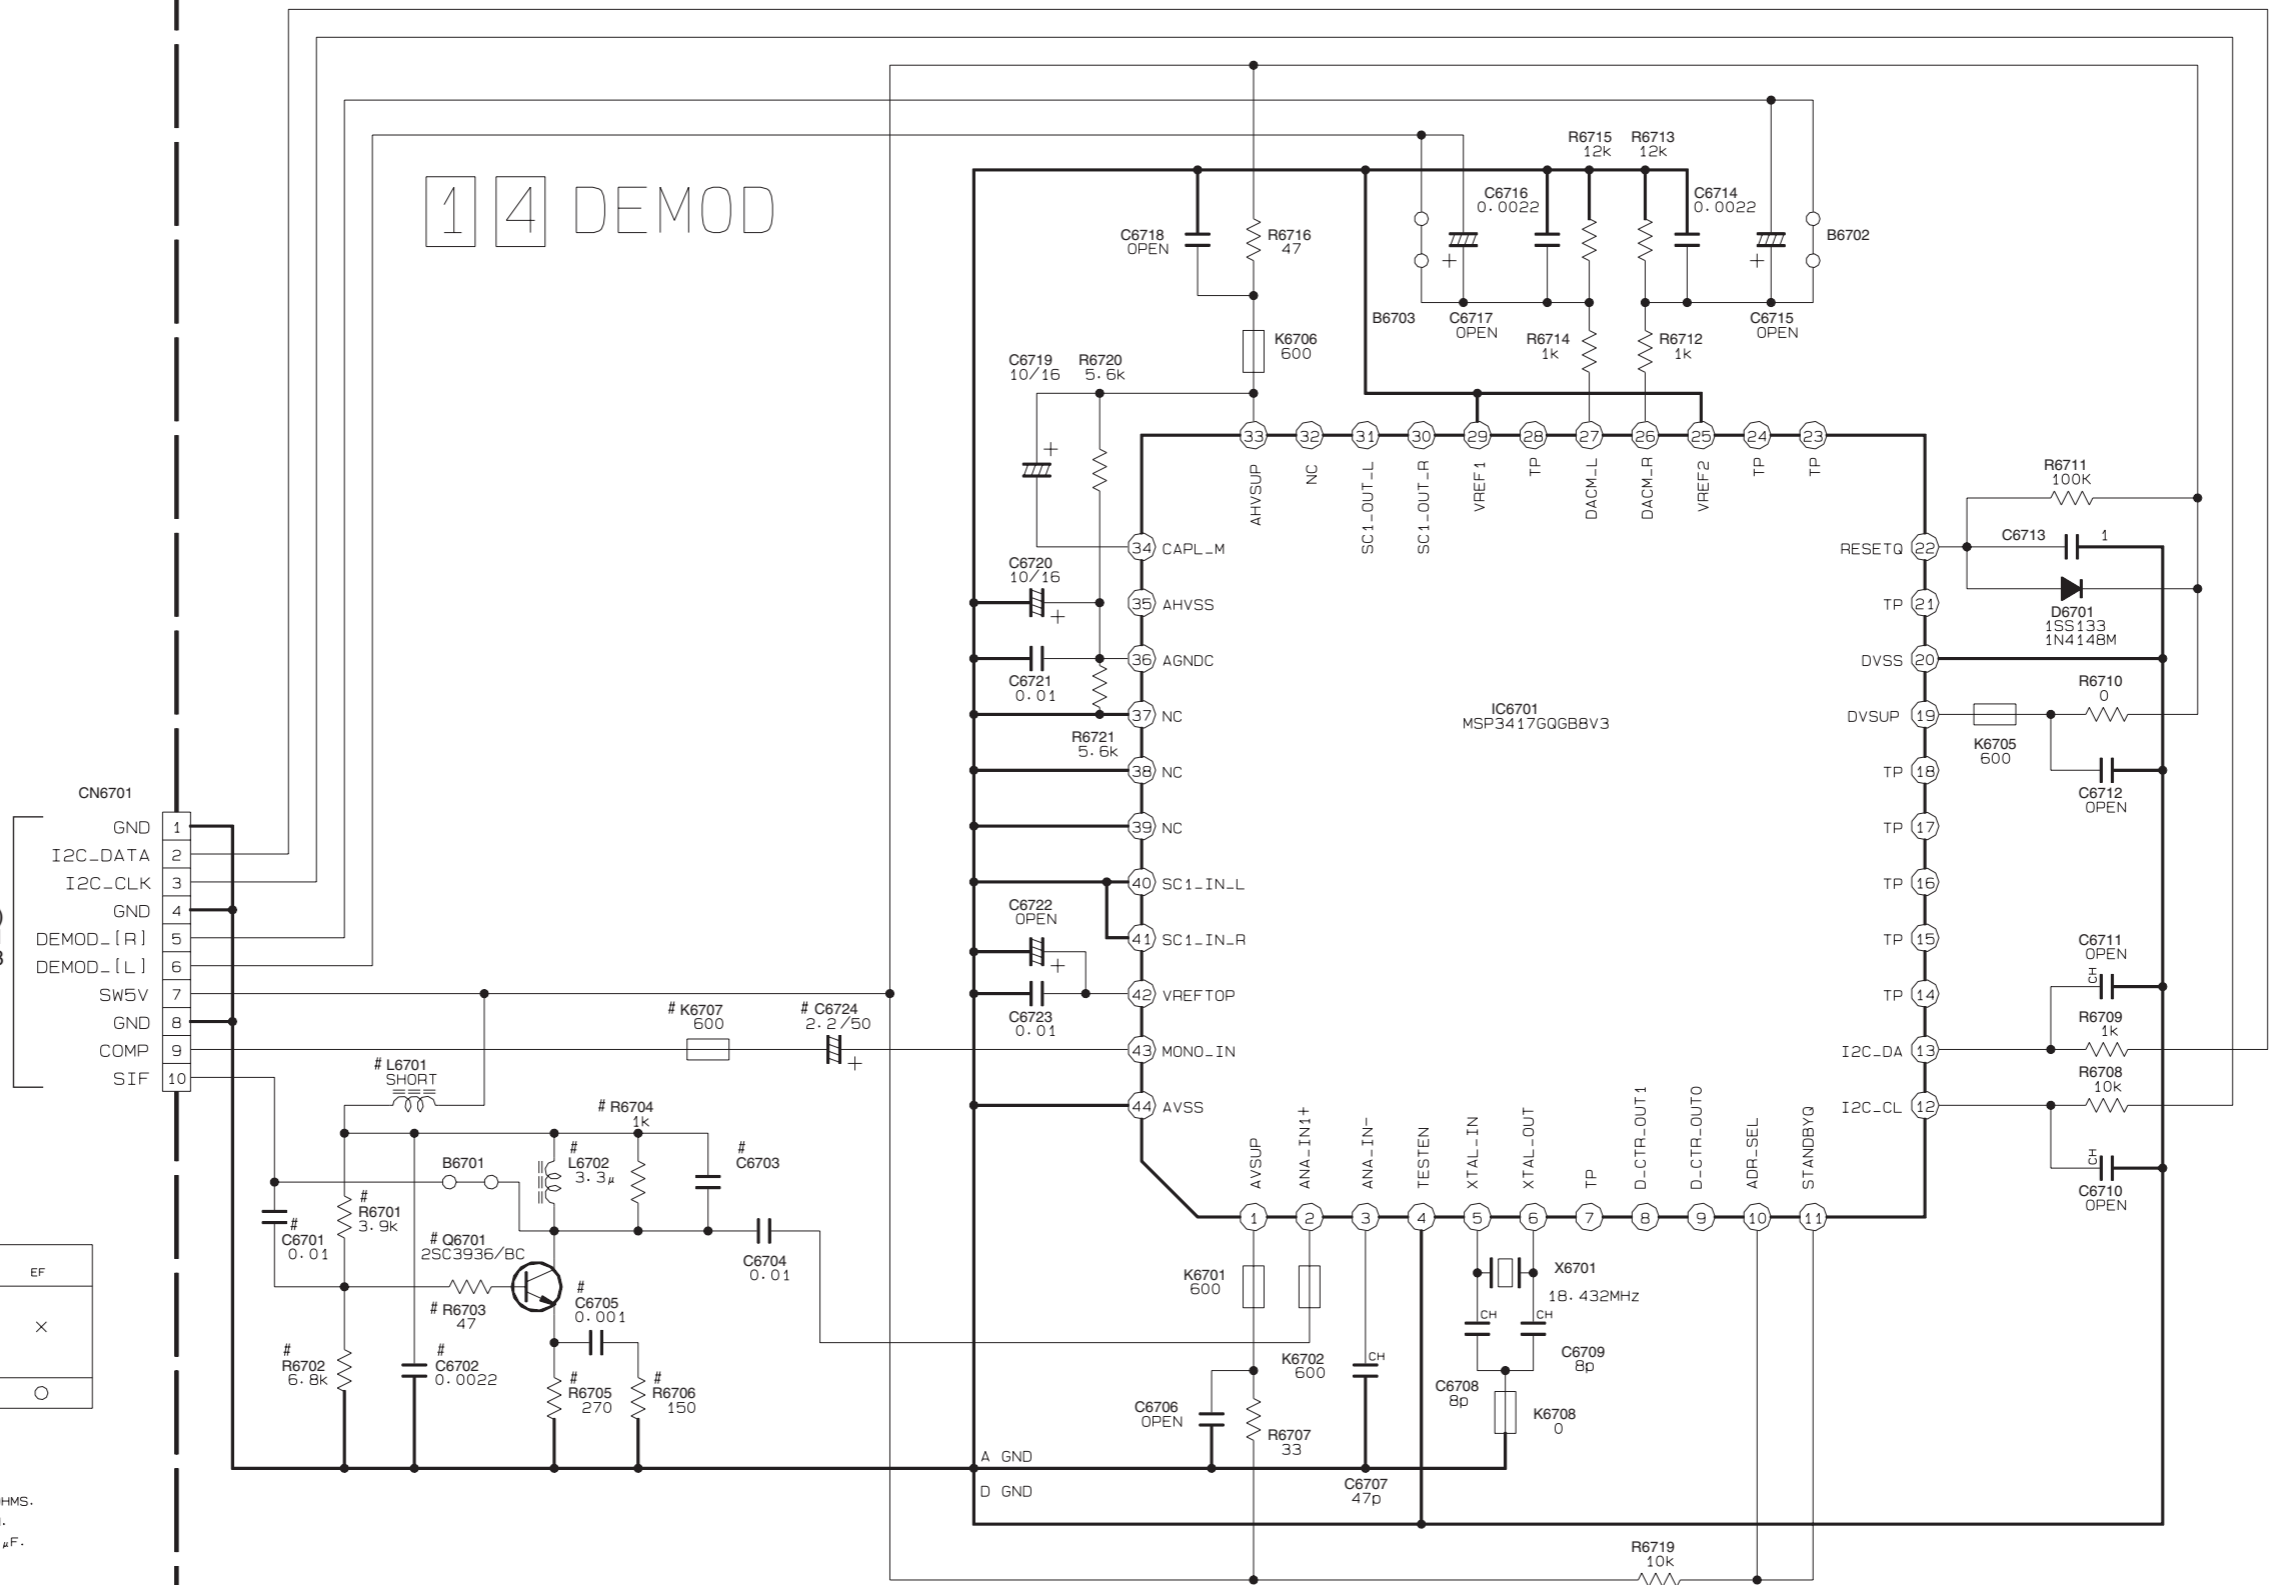 1 4 DEMOD
R6715
12k
R6713
12k
C6716
0.0022
C6714
0.0022
C6718
OPEN
R6716
47
+
+
B6702
B6703
C6717
OPEN
C6715
OPEN
K6706
600
R6714
1k
R6712
1k
C6719
10/16
R6720
5.6k
+
33 32 31 30 29 28 27 26 25 24 23
AHVSUP
NC
SC1_OUT_L
SC1_OUT_R
VREF1
TP
DACM_L
DACM_R
VREF2
TP
TP
R6711
100K
34 CAPL_M
RESETQ 22
C6713 1
C6720
10/16
+
35 AHVSS
TP 21
D6701
1SS133
1N4148M
36 AGNDC
DVSS 20
C6721
0.01
R6710
0
IC6701
MSP3417GQGB8V3
37 NC
DVSUP 19
R6721
5.6k
K6705
600
38 NC
TP 18
C6712
OPEN
CN6701
39 NC
TP 17
GND 1
I2C_DATA 2
I2C_CLK 3
GND 4
DEMOD_[R] 5
DEMOD_[L] 6
SW5V 7
GND 8
COMP 9
SIF 10
40 SC1_IN_L
TP 16
C6722
OPEN
+
41 SC1_IN_R
TP 15
C6711
OPEN
CH
42 VREFTOP
TP 14
C6723
0.01
# K6707
600
# C6724
2.2/50
+
R6709
1k
43 MONO_IN
I2C_DA 13
# L6701
SHORT
R6708
10k
44 AVSS
I2C_CL 12
# R6704
1k
CH
C6710
OPEN
B6701
#
L6702
3.3μ
#
C6703
AVSUP
ANA_IN1+
ANA_IN-
TESTEN
XTAL_IN
XTAL_OUT
TP
D_CTR_OUT1
D_CTR_OUT0
ADR_SEL
STANDBYQ
1 2 3 4 5 6 7 8 9 10 11
#
R6701
3.9k
#
C6701
0.01
# Q6701
2SC3936/BC
C6704
0.01
EF
×
○
# R6703
47
#
C6705
0.001
K6701
600
X6701
18.432MHz
CH
CH
#
R6702
6.8k
#
C6702
0.0022
#
R6705
270
#
R6706
150
K6702
600
CH
C6709
8p
C6708
8p
C6706
OPEN
K6708
0
R6707
33
A GND
C6707
47p
D GND
HMS.
μF.
R6719
10k